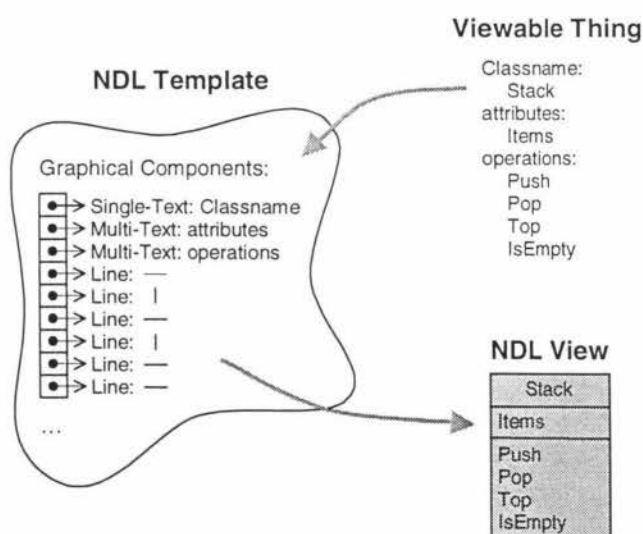 Viewable Thing
Classname:
Stack
attributes:
Items
operations:
Push
Pop
Top
IsEmpty
NDL Template
Graphical Components:
Single-Text: Classname
Multi-Text: attributes
Multi-Text: operations
Line:
Line:
Line:
Line:
Line:
Line:
...
NDL View
Stack
Items
Push
Pop
Top
IsEmpty